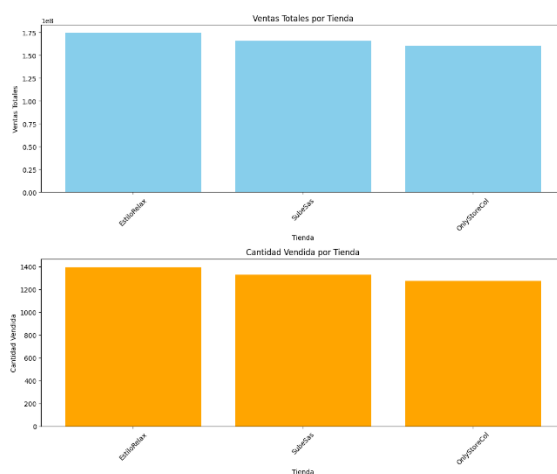 Ventas Totales por Tienda
1e8
1.75
1.50
1.25
1.00
0.75
0.50
0.25
0.00
Ventas Totales
EstiloRelax
SubeSas
OnlyStoreCol
Tienda
Cantidad Vendida por Tienda
1400
1200
1000
800
600
400
200
0
Cantidad Vendida
EstiloRelax
SubeSas
OnlyStoreCol
Tienda